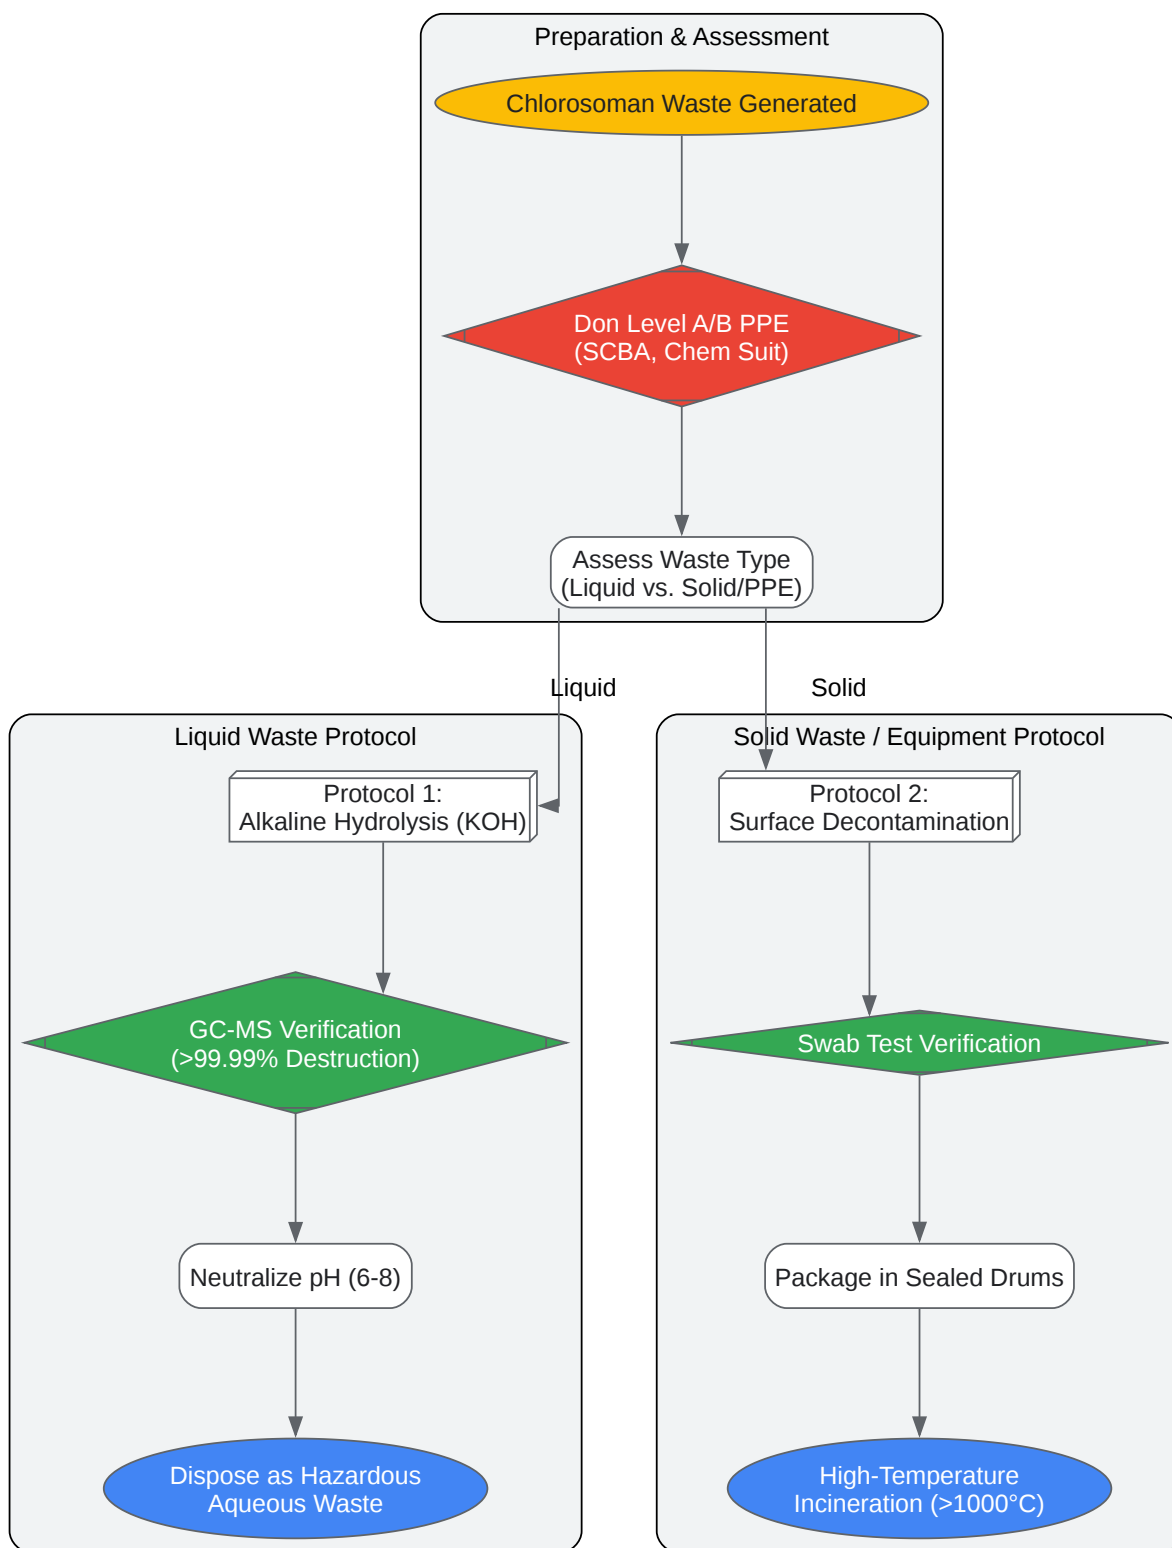 Preparation & Assessment
Chlorosoman Waste Generated
Don Level A/B PPE
(SCBA, Chem Suit)
Assess Waste Type
(Liquid vs. Solid/PPE)
Liquid
Solid
Liquid Waste Protocol
Protocol 1:
Alkaline Hydrolysis (KOH)
GC-MS Verification
(>99.99% Destruction)
Neutralize pH (6-8)
Dispose as Hazardous
Aqueous Waste
Solid Waste / Equipment Protocol
Protocol 2:
Surface Decontamination
Swab Test Verification
Package in Sealed Drums
High-Temperature
Incineration (>1000°C)